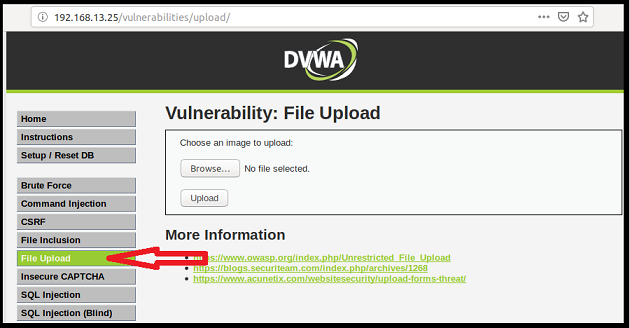 192.168.13.25/vulnerabilities/upload/
DVWA
Vulnerability: File Upload
Home
Instructions
Setup / Reset DB
Brute Force
Command Injection
CSRF
File Inclusion
File Upload
Insecure CAPTCHA
SQL Injection
SQL Injection (Blind)
Choose an image to upload:
Browse... No file selected.
Upload
More Information
https://www.owasp.org/index.php/Unrestricted_File_Upload
https://blogs.securiteam.com/index.php/archives/1268
https://www.acunetix.com/websitesecurity/upload-forms-threat/